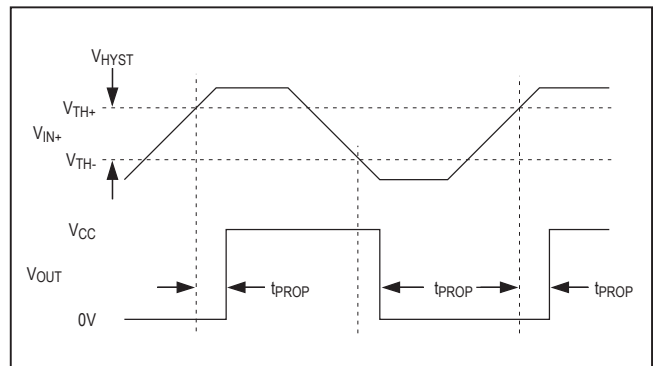 VHYST
VTH+
VIN+
VTH-
VCC
VOUT
tPROP
tPROP
tPROP
0V